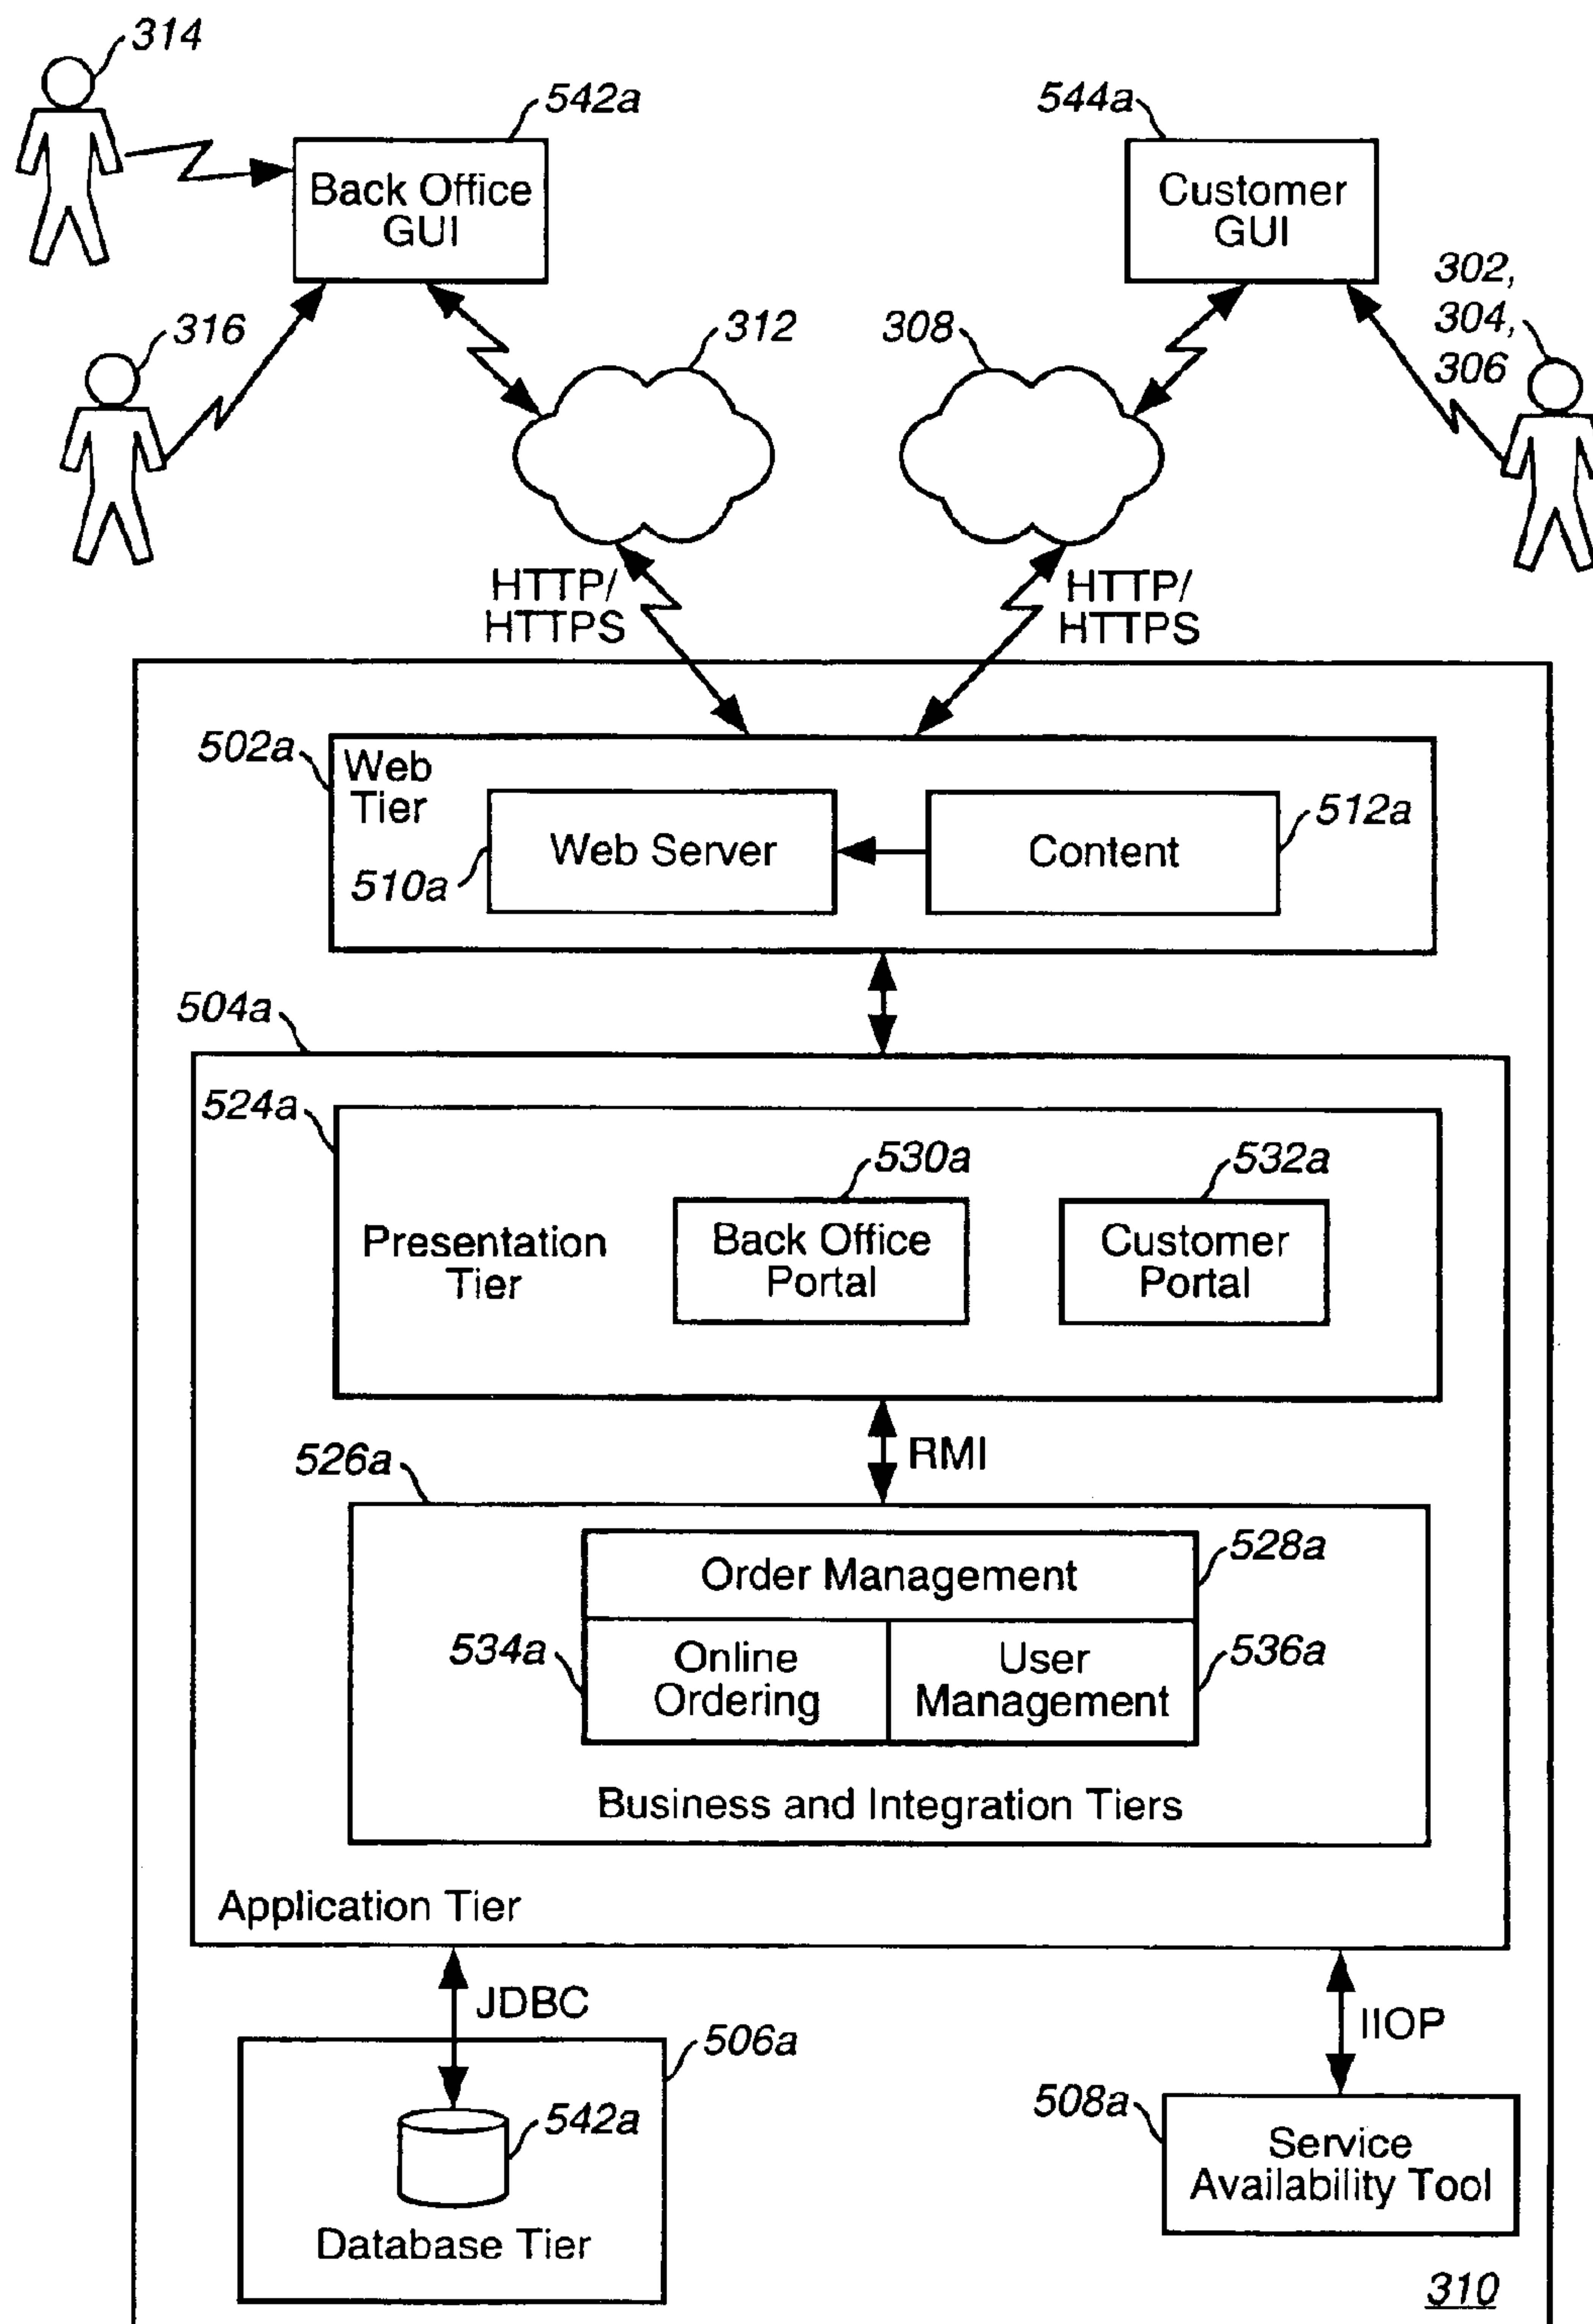 314
542a
544a
Back Office
GUI
Customer
GUI
302,
304,
306
316
312
308
HTTP/
HTTPS
HTTP/
HTTPS
502a
Web
Tier
Web Server
Content
512a
510a
504a
524a
530a
532a
Presentation
Tier
Back Office
Portal
Customer
Portal
RMI
526a
Order Management
528a
534a
Online
Ordering
User
Management
536a
Business and Integration Tiers
Application Tier
JDBC
IIOP
506a
542a
508a
Service
Availability Tool
Database Tier
310